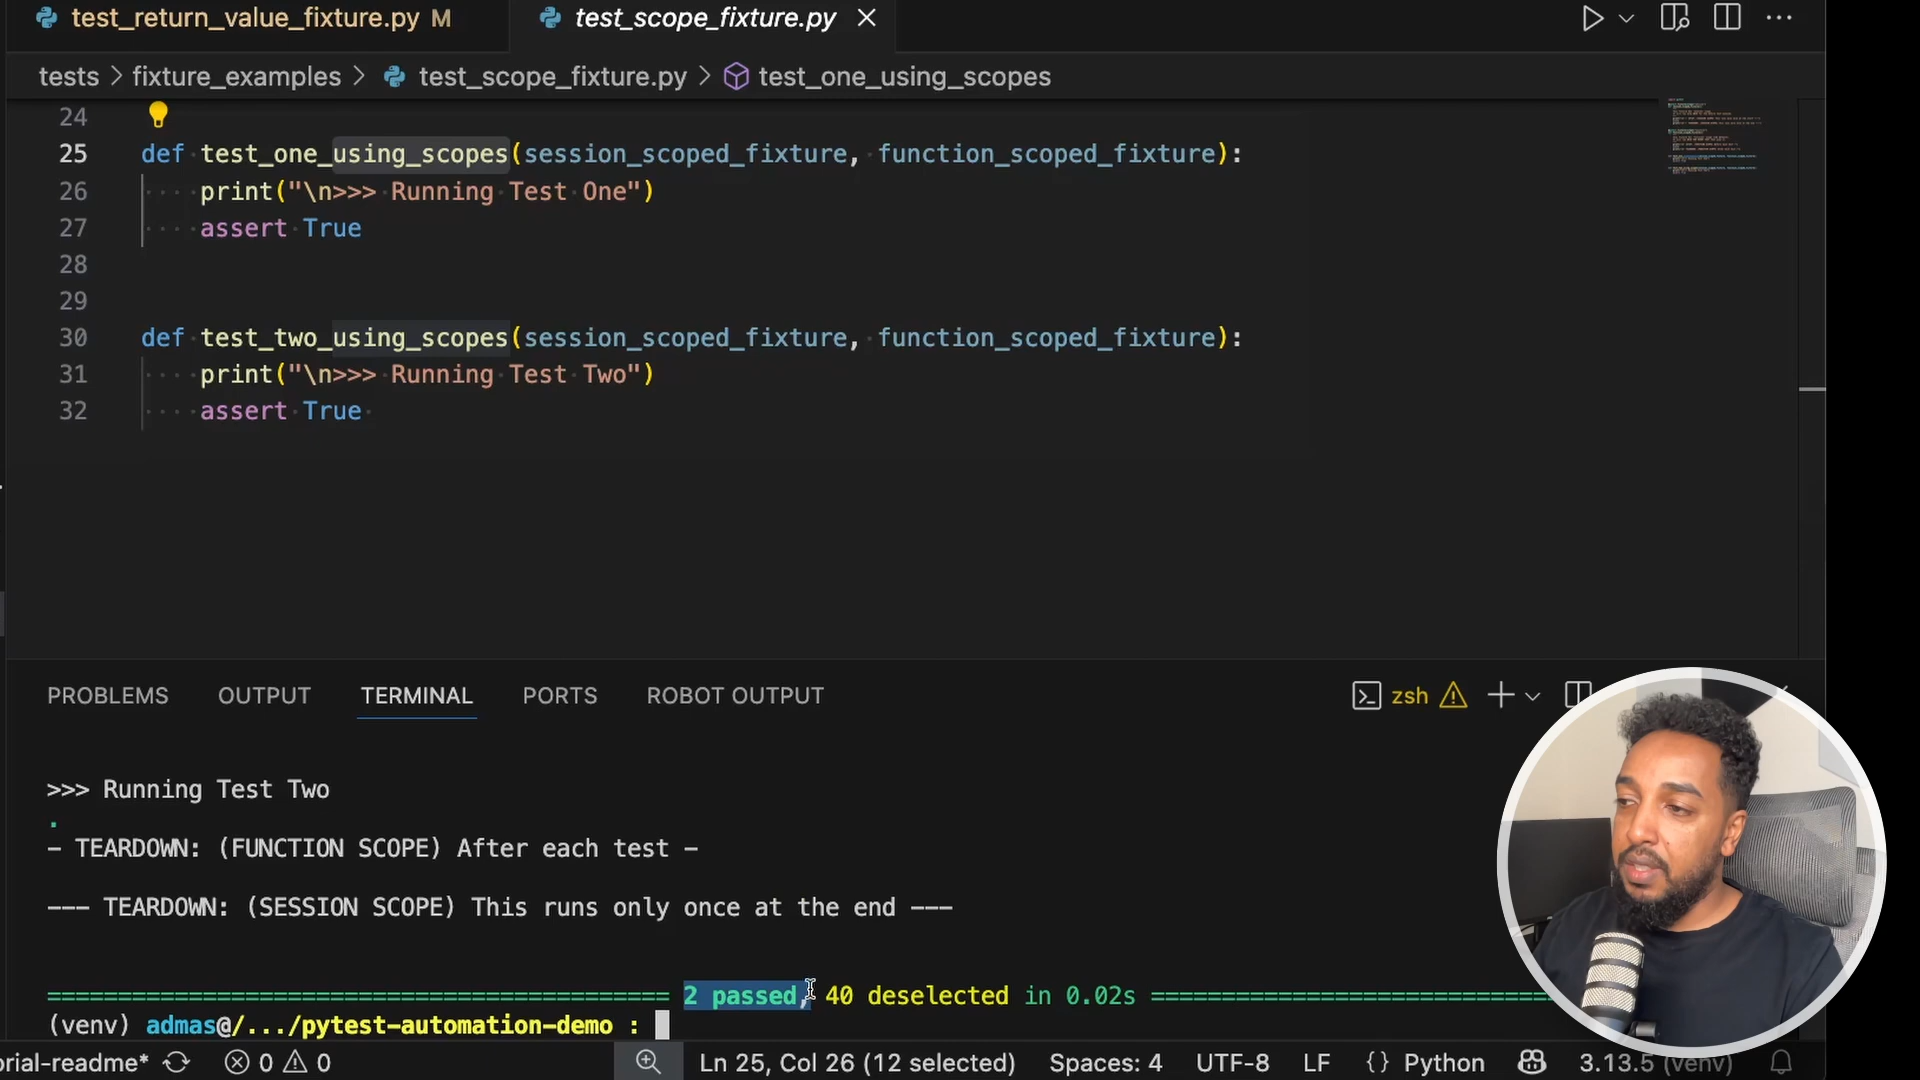 test_return_value_fixture.py M
test_scope_fixture.py
tests > fixture_examples > test_scope_fixture.py > test_one_using_scopes
24
25 def test_one_using_scopes(session_scoped_fixture, function_scoped_fixture):
26 print("\n>>> Running Test One")
27 assert True
28
29
30 def test_two_using_scopes(session_scoped_fixture, function_scoped_fixture):
31 print("\n>>> Running Test Two")
32 assert True
PROBLEMS OUTPUT TERMINAL PORTS ROBOT OUTPUT
zsh
>>> Running Test Two
.
- TEARDOWN: (FUNCTION SCOPE) After each test -
--- TEARDOWN: (SESSION SCOPE) This runs only once at the end ---
============================================ 2 passed, 40 deselected in 0.02s ============================
(venv) admas@/.../pytest-automation-demo :
orial-readme* 0 0 Ln 25, Col 26 (12 selected) Spaces: 4 UTF-8 LF {} Python 3.13.5 (venv)